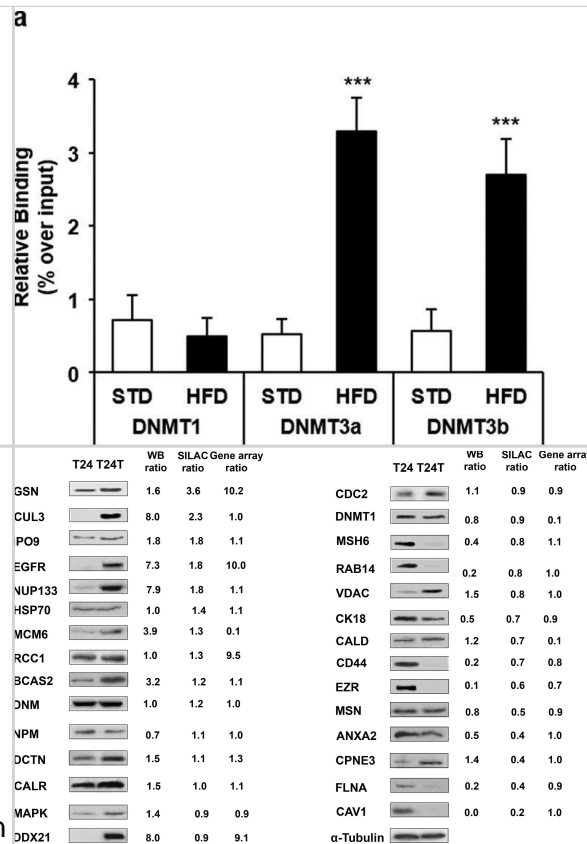 a
Relative Binding
(% over input)
4
3
2
1
0
***
***
STD HFD STD HFD STD HFD
DNMT1 DNMT3a DNMT3b
T24 T24T WB ratio SILAC ratio Gene array ratio
GSN 1.6 3.6 10.2
CUL3 8.0 2.3 1.0
PO9 1.8 1.8 1.1
EGFR 7.3 1.8 10.0
NUP133 7.9 1.8 1.1
HSP70 1.0 1.4 1.1
MCM6 3.9 1.3 0.1
RCC1 1.0 1.3 9.5
BCAS2 3.2 1.2 1.1
DNM 1.0 1.2 1.0
NPM 0.7 1.1 1.0
DCTN 1.5 1.1 1.3
CALR 1.5 1.0 1.1
MAPK 1.4 0.9 0.9
DDX21 8.0 0.9 9.1
T24 T24T WB ratio SILAC ratio Gene array ratio
CDC2 1.1 0.9 0.9
DNMT1 0.8 0.9 0.1
MSH6 0.4 0.8 1.1
RAB14 0.2 0.8 1.0
VDAC 1.5 0.8 1.0
CK18 0.5 0.7 0.9
CALD 1.2 0.7 0.1
CD44 0.2 0.7 0.8
EZR 0.1 0.6 0.7
MSN 0.8 0.5 0.9
ANXA2 0.5 0.4 1.0
CPNE3 1.4 0.4 1.0
FLNA 0.2 0.4 0.9
CAV1 0.0 0.2 1.0
α-Tubulin